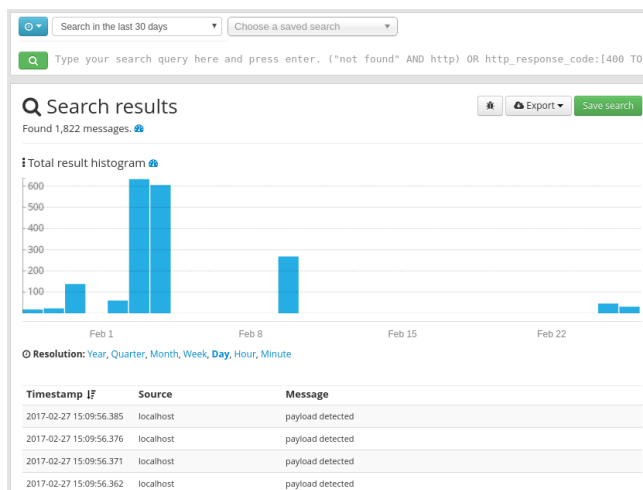 Search in the last 30 days
Choose a saved search
Type your search query here and press enter. ("not found" AND http) OR http_response_code:[400 TO
Search results
Export
Save search
Found 1,822 messages.
Total result histogram
600
500
400
300
200
100
Feb 1
Feb 8
Feb 15
Feb 22
Resolution: Year, Quarter, Month, Week, Day, Hour, Minute
Timestamp Source Message
2017-02-27 15:09:56.385 localhost payload detected
2017-02-27 15:09:56.376 localhost payload detected
2017-02-27 15:09:56.371 localhost payload detected
2017-02-27 15:09:56.362 localhost payload detected